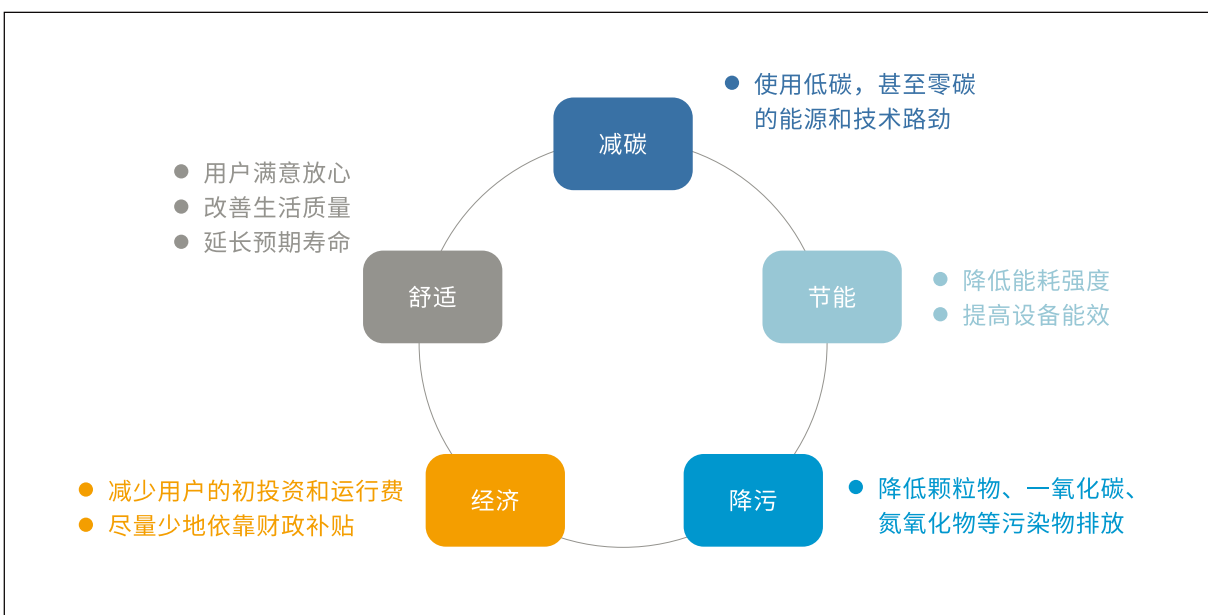 减碳
使用低碳，甚至零碳
的能源和技术路劲
节能
降低能耗强度
提高设备能效
降污
降低颗粒物、一氧化碳、
氮氧化物等污染物排放
经济
减少用户的初投资和运行费
尽量少地依靠财政补贴
舒适
用户满意放心
改善生活质量
延长预期寿命